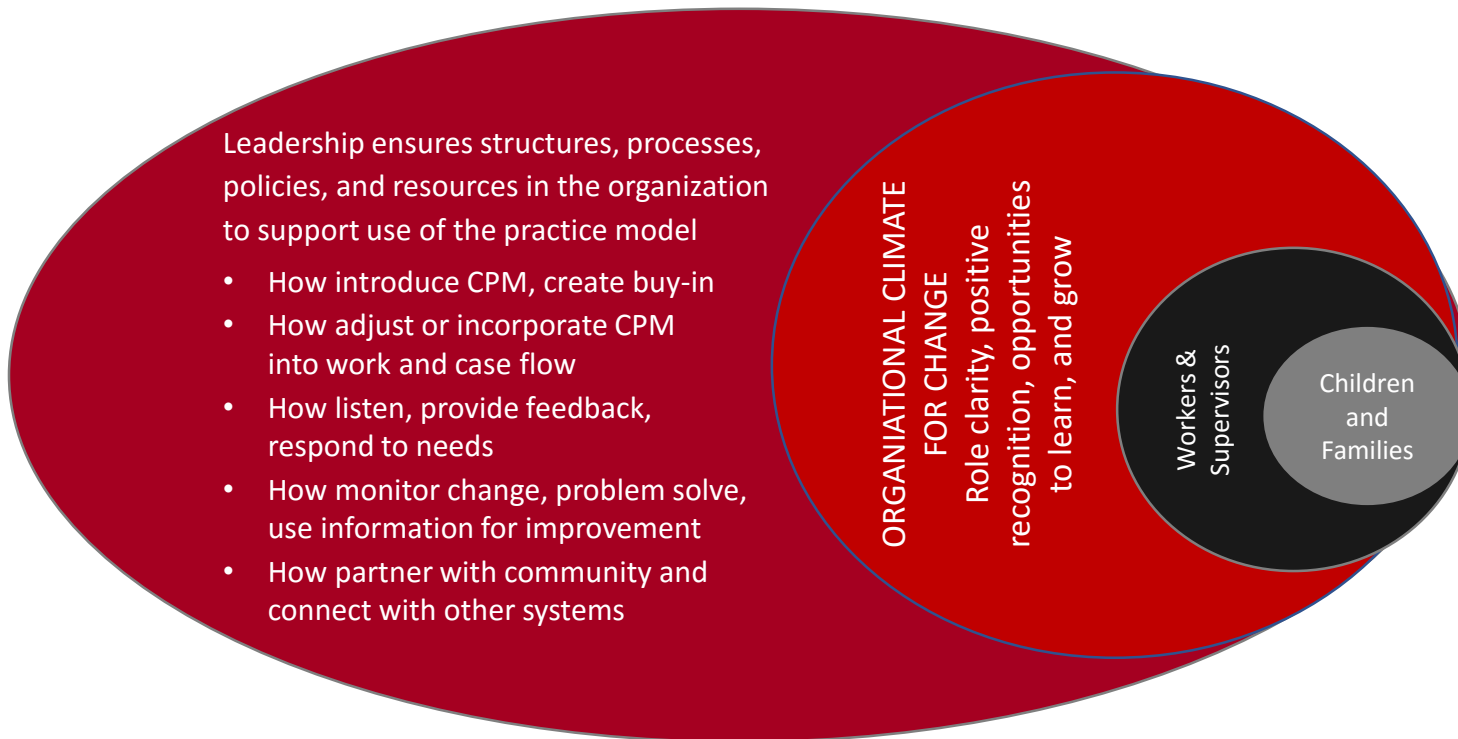 Leadership ensures structures, processes,
policies, and resources in the organization
to support use of the practice model
• How introduce CPM, create buy-in
• How adjust or incorporate CPM
into work and case flow
• How listen, provide feedback,
respond to needs
• How monitor change, problem solve,
use information for improvement
• How partner with community and
connect with other systems
ORGANIATIONAL CLIMATE
FOR CHANGE
Role clarity, positive
recognition, opportunities
to learn, and grow
Workers &
Supervisors
Children
and
Families